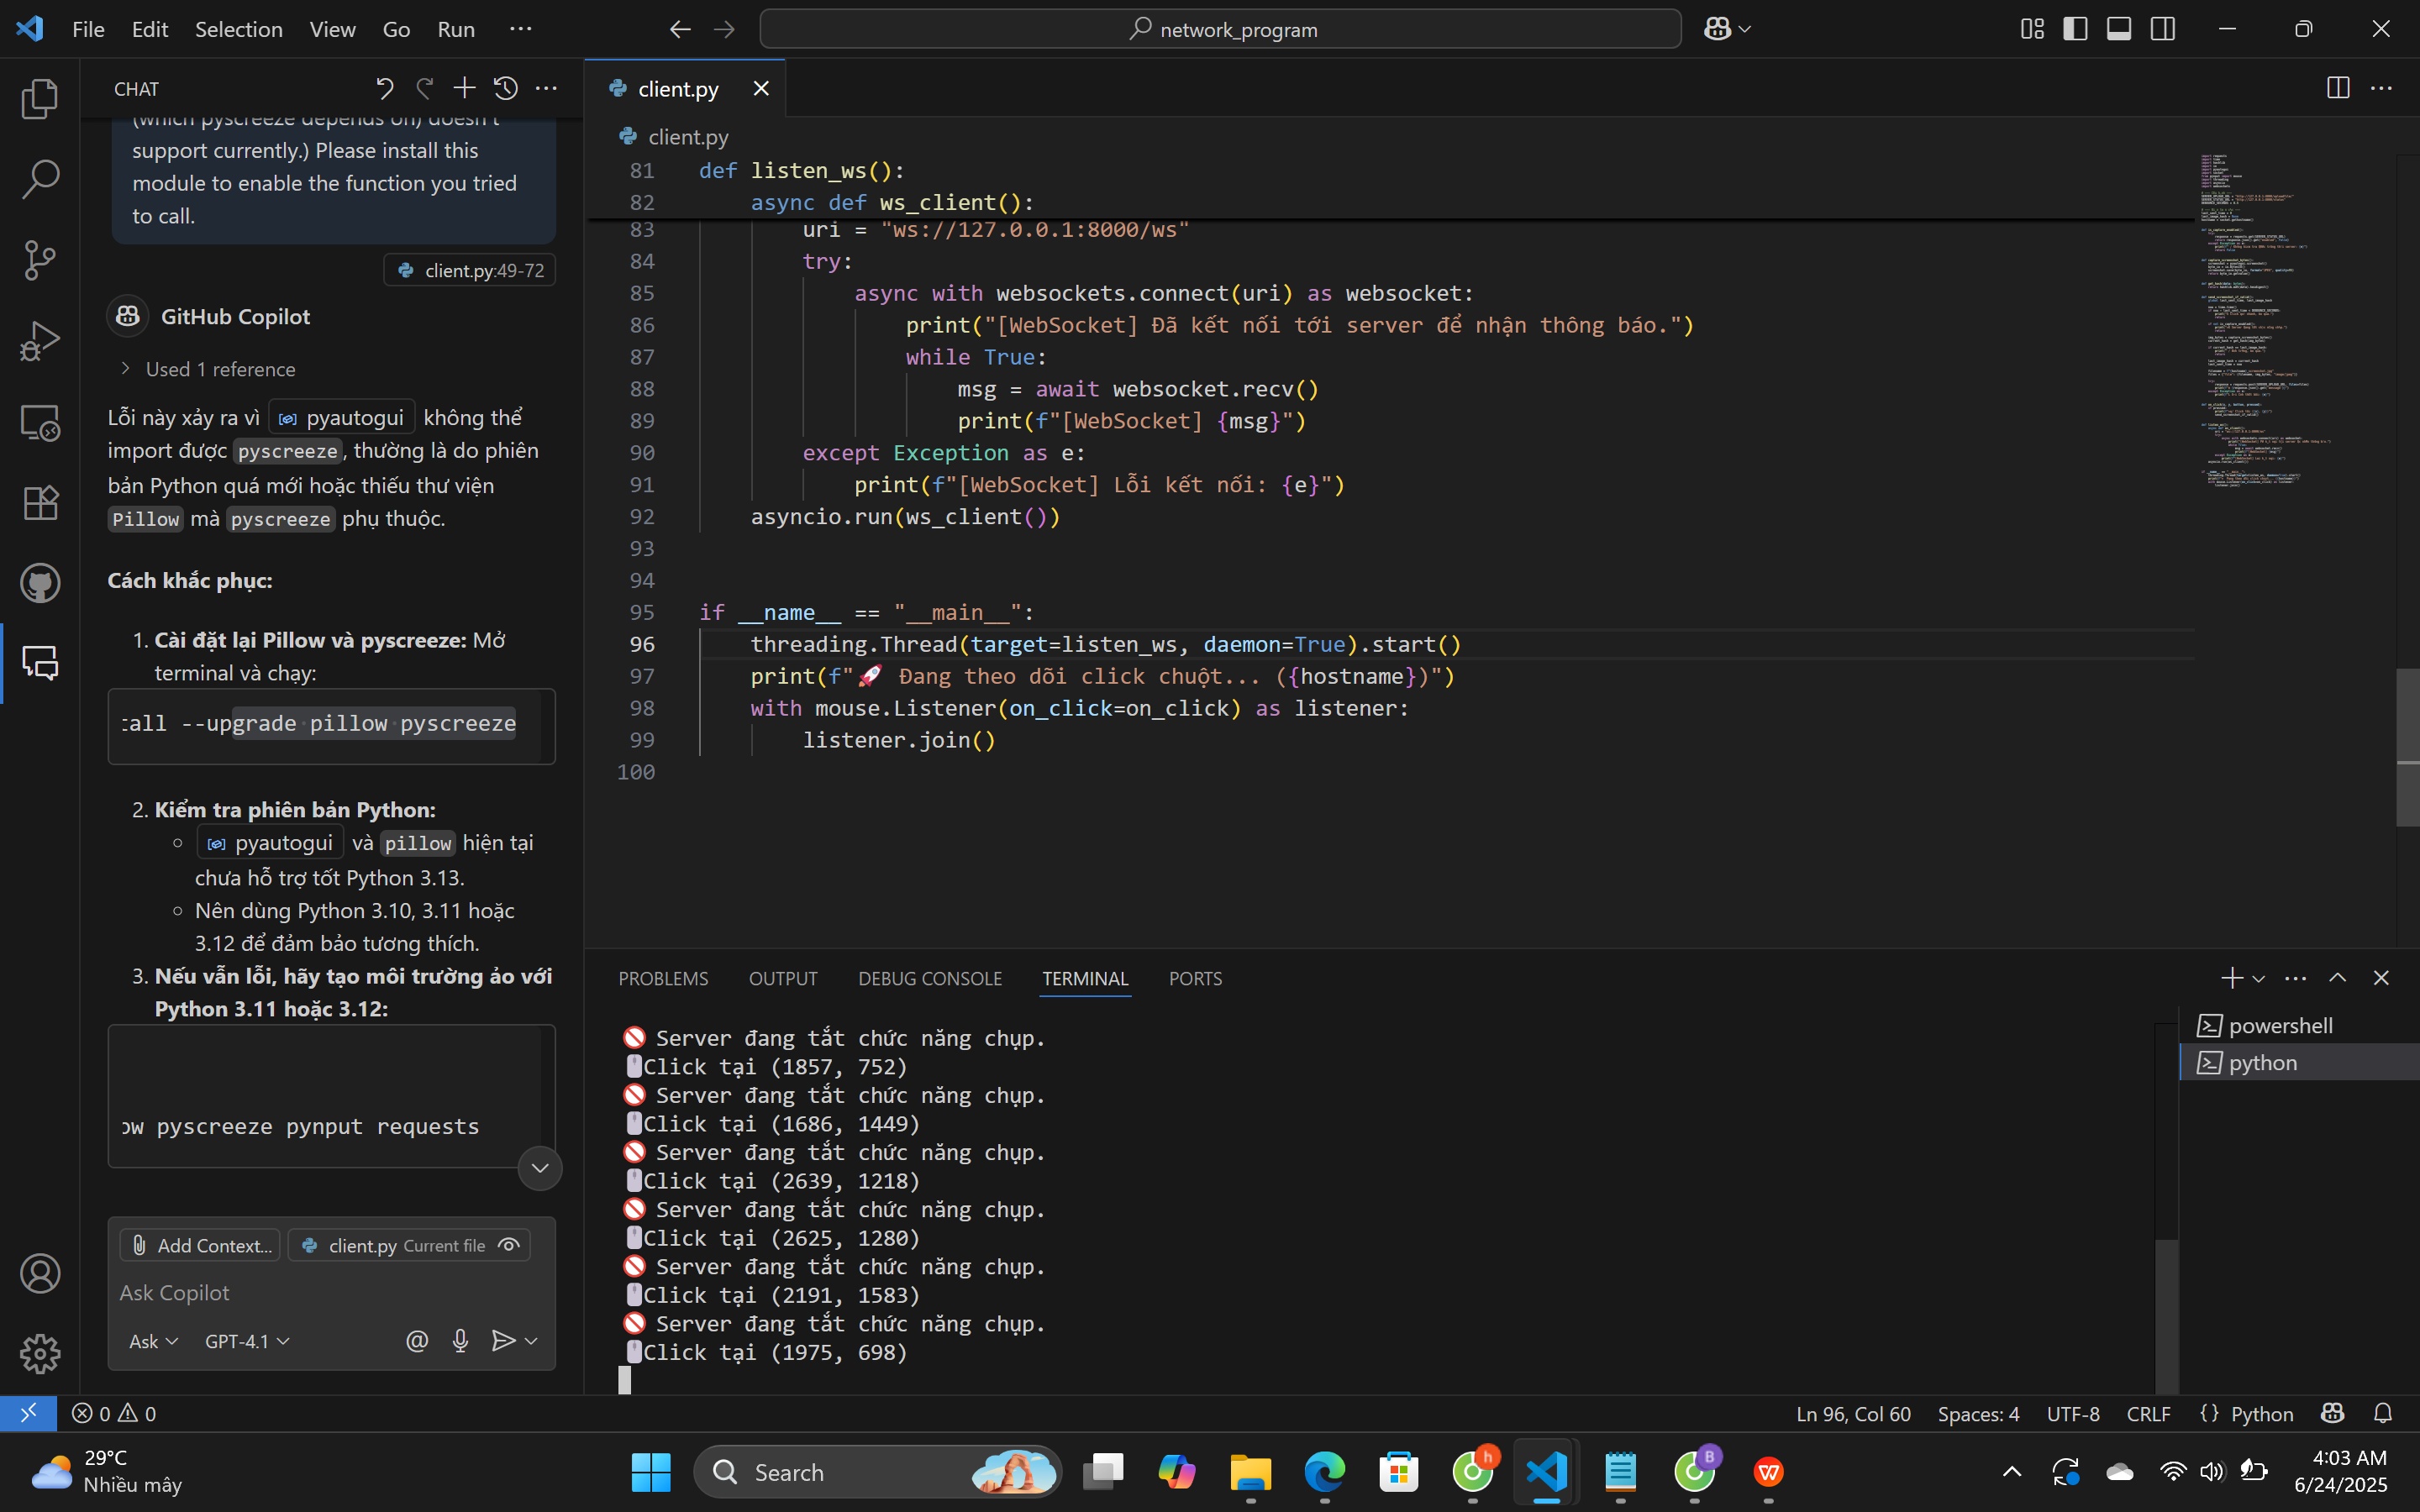 File Edit Selection View Go Run ···
network_program
CHAT
(which pyscreeze depends on) doesn't
support currently.) Please install this
module to enable the function you tried
to call.
client.py:49-72
GitHub Copilot
Used 1 reference
Lỗi này xảy ra vì pyautogui không thể
import được pyscreeze, thường là do phiên
bản Python quá mới hoặc thiếu thư viện
Pillow mà pyscreeze phụ thuộc.
Cách khắc phục:
1. Cài đặt lại Pillow và pyscreeze: Mở
terminal và chạy:
all --upgrade pillow pyscreeze
2. Kiểm tra phiên bản Python:
pyautogui và pillow hiện tại
chưa hỗ trợ tốt Python 3.13.
Nên dùng Python 3.10, 3.11 hoặc
3.12 để đảm bảo tương thích.
3. Nếu vẫn lỗi, hãy tạo môi trường ảo với
Python 3.11 hoặc 3.12:
ow pyscreeze pynput requests
Add Context... client.py Current file
Ask Copilot
Ask GPT-4.1
client.py
client.py
81 def listen_ws():
82     async def ws_client():
83         uri = "ws://127.0.0.1:8000/ws"
84         try:
85             async with websockets.connect(uri) as websocket:
86                 print("[WebSocket] Đã kết nối tới server để nhận thông báo.")
87                 while True:
88                     msg = await websocket.recv()
89                     print(f"[WebSocket] {msg}")
90         except Exception as e:
91             print(f"[WebSocket] Lỗi kết nối: {e}")
92     asyncio.run(ws_client())
93
94
95 if __name__ == "__main__":
96     threading.Thread(target=listen_ws, daemon=True).start()
97     print(f"🚀 Đang theo dõi click chuột... ({hostname})")
98     with mouse.Listener(on_click=on_click) as listener:
99         listener.join()
100
PROBLEMS OUTPUT DEBUG CONSOLE TERMINAL PORTS
🚫 Server đang tắt chức năng chụp.
🖱Click tại (1857, 752)
🚫 Server đang tắt chức năng chụp.
🖱Click tại (1686, 1449)
🚫 Server đang tắt chức năng chụp.
🖱Click tại (2639, 1218)
🚫 Server đang tắt chức năng chụp.
🖱Click tại (2625, 1280)
🚫 Server đang tắt chức năng chụp.
🖱Click tại (2191, 1583)
🚫 Server đang tắt chức năng chụp.
🖱Click tại (1975, 698)
powershell
python
0 0
Ln 96, Col 60 Spaces: 4 UTF-8 CRLF {} Python
29°C
Nhiều mây
Search
4:03 AM
6/24/2025